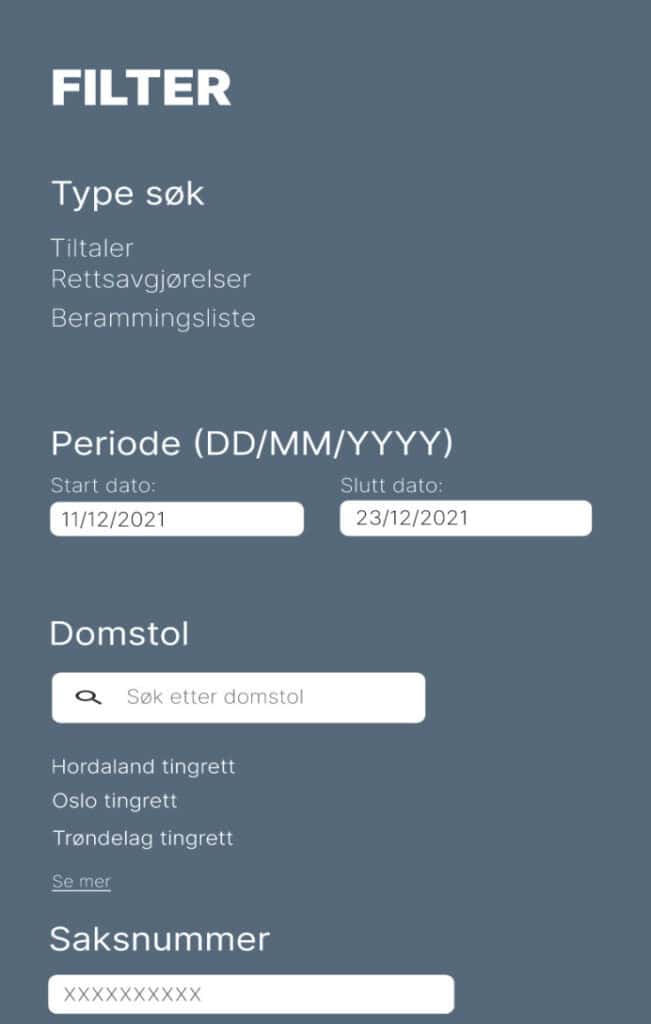 FILTER
Type søk
Tiltaler
Rettsavgjørelser
Berammingsliste
Periode (DD/MM/YYYY)
Start dato: Slutt dato:
11/12/2021 23/12/2021
Domstol
Søk etter domstol
Hordaland tingrett
Oslo tingrett
Trøndelag tingrett
Se mer
Saksnummer
XXXXXXXXXX